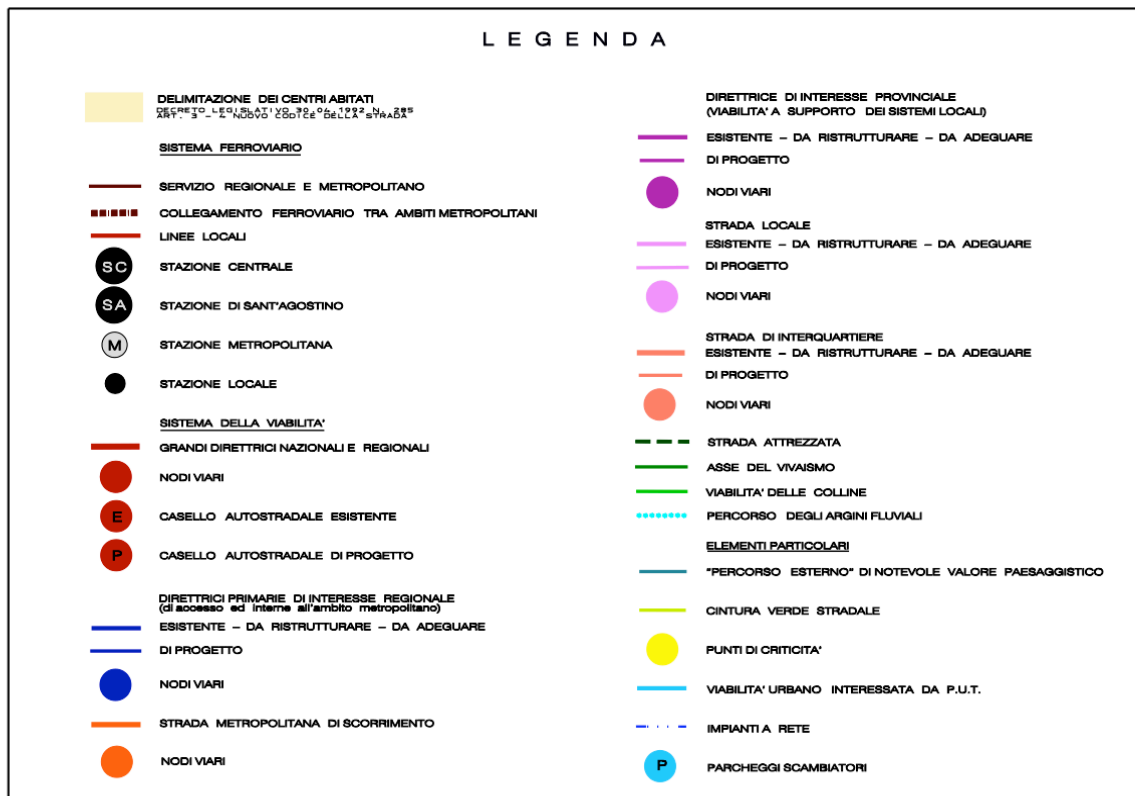 LEGENDA
DELIMITAZIONE DEI CENTRI ABITATI
DECRETO LEGISLATIVO 30.04.1992 N. 285
ART. 3 - 4 NUOVO CODICE DELLA STRADA
SISTEMA FERROVIARIO
SERVIZIO REGIONALE E METROPOLITANO
COLLEGAMENTO FERROVIARIO TRA AMBITI METROPOLITANI
LINEE LOCALI
SC STAZIONE CENTRALE
SA STAZIONE DI SANT'AGOSTINO
M STAZIONE METROPOLITANA
STAZIONE LOCALE
SISTEMA DELLA VIABILITA'
GRANDI DIRETTRICI NAZIONALI E REGIONALI
NODI VIARI
E CASELLO AUTOSTRADALE ESISTENTE
P CASELLO AUTOSTRADALE DI PROGETTO
DIRETTRICI PRIMARIE DI INTERESSE REGIONALE
(di accesso ed interne all'ambito metropolitano)
ESISTENTE - DA RISTRUTTURARE - DA ADEGUARE
DI PROGETTO
NODI VIARI
STRADA METROPOLITANA DI SCORRIMENTO
NODI VIARI
DIRETTRICE DI INTERESSE PROVINCIALE
(VIABILITA' A SUPPORTO DEI SISTEMI LOCALI)
ESISTENTE - DA RISTRUTTURARE - DA ADEGUARE
DI PROGETTO
NODI VIARI
STRADA LOCALE
ESISTENTE - DA RISTRUTTURARE - DA ADEGUARE
DI PROGETTO
NODI VIARI
STRADA DI INTERQUARTIERE
ESISTENTE - DA RISTRUTTURARE - DA ADEGUARE
DI PROGETTO
NODI VIARI
STRADA ATTREZZATA
ASSE DEL VIVAISMO
VIABILITA' DELLE COLLINE
PERCORSO DEGLI ARGINI FLUVIALI
ELEMENTI PARTICOLARI
"PERCORSO ESTERNO" DI NOTEVOLE VALORE PAESAGGISTICO
CINTURA VERDE STRADALE
PUNTI DI CRITICITA'
VIABILITA' URBANO INTERESSATA DA P.U.T.
IMPIANTI A RETE
P PARCHEGGI SCAMBIATORI